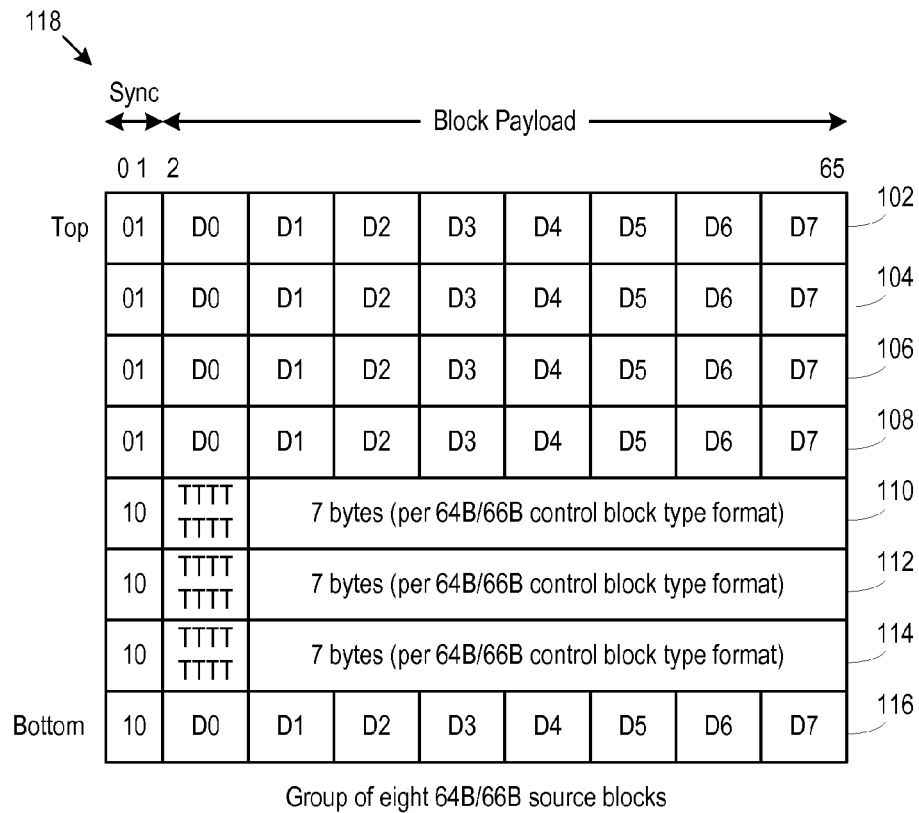 118
Sync
Block Payload
0 1 2 65
Top 01 D0 D1 D2 D3 D4 D5 D6 D7 102
01 D0 D1 D2 D3 D4 D5 D6 D7 104
01 D0 D1 D2 D3 D4 D5 D6 D7 106
01 D0 D1 D2 D3 D4 D5 D6 D7 108
10 TTTT TTTT 7 bytes (per 64B/66B control block type format) 110
10 TTTT TTTT 7 bytes (per 64B/66B control block type format) 112
10 TTTT TTTT 7 bytes (per 64B/66B control block type format) 114
Bottom 10 D0 D1 D2 D3 D4 D5 D6 D7 116
Group of eight 64B/66B source blocks